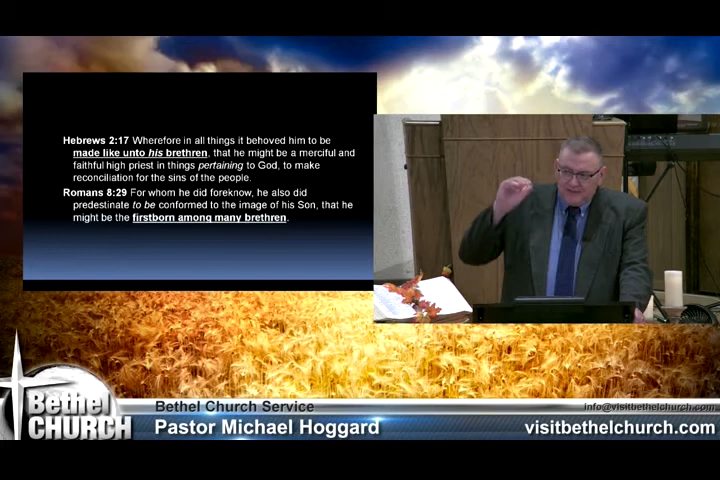 Hebrews 2:17 Wherefore in all things it behoved him to be
made like unto his brethren, that he might be a merciful and
faithful high priest in things pertaining to God, to make
reconciliation for the sins of the people.
Romans 8:29 For whom he did foreknow, he also did
predestinate to be conformed to the image of his Son, that he
might be the firstborn among many brethren.
Bethel
CHURCH
Bethel Church Service
info@visitbethelchurch.com
Pastor Michael Hoggard
visitbethelchurch.com